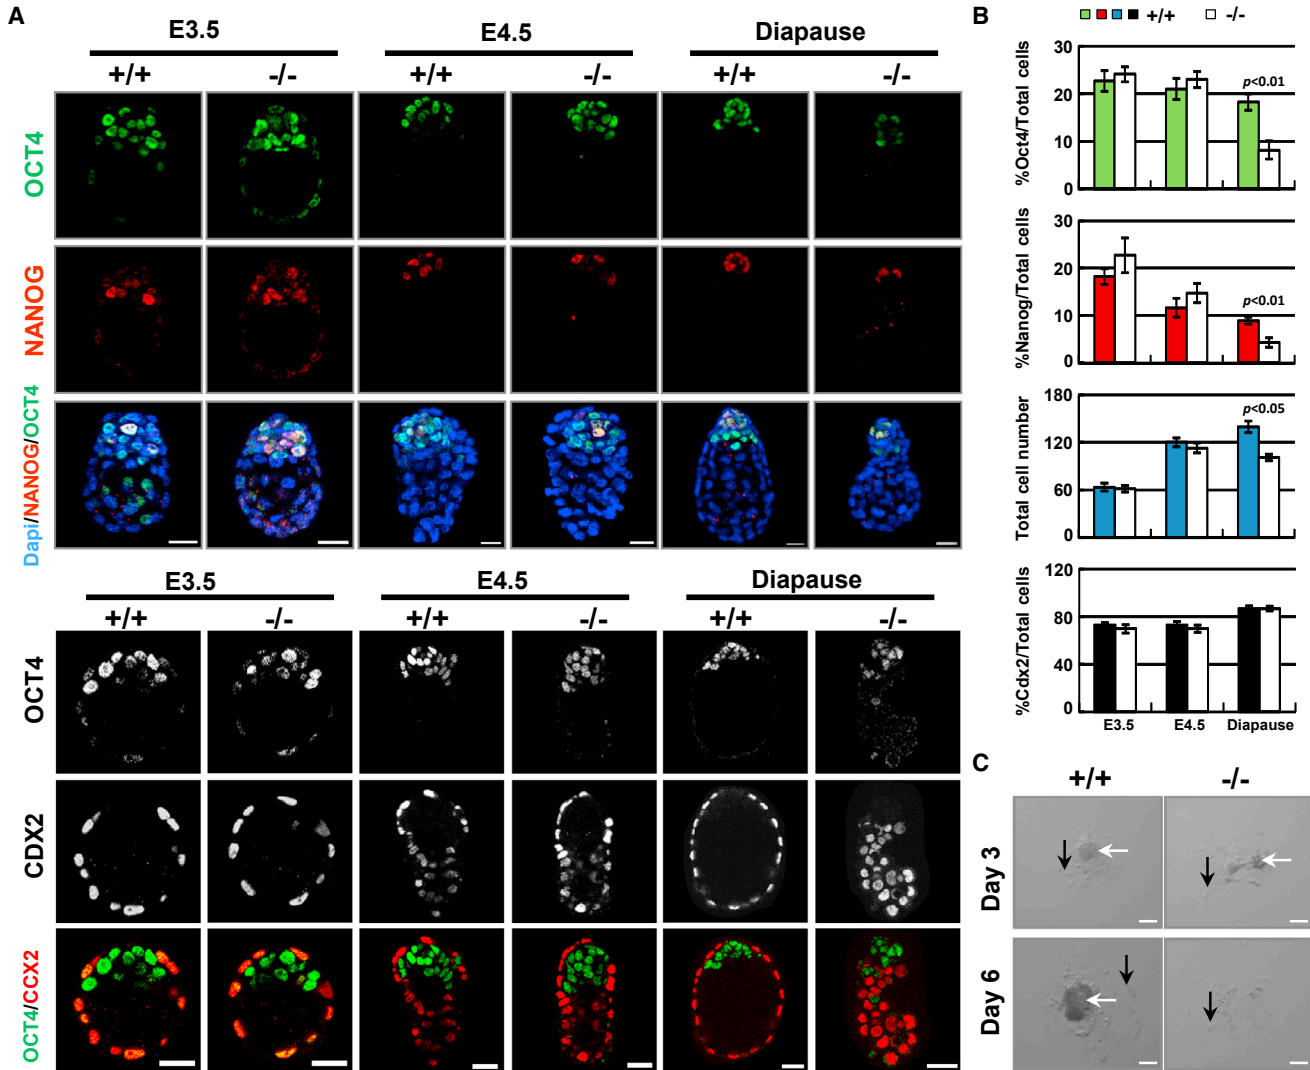 A
E3.5 E4.5 Diapause
+/+ -/- +/+ -/- +/+ -/-
OCT4
NANOG
Dapi/NANOG/OCT4
E3.5 E4.5 Diapause
+/+ -/- +/+ -/- +/+ -/-
OCT4
CDX2
OCT4/CCX2
B
+/+ -/-
%Oct4/Total cells
30
20
10
0
p<0.01
%Nanog/Total cells
30
20
10
0
p<0.01
Total cell number
180
120
60
0
p<0.05
%Cdx2/Total cells
120
80
40
0
E3.5 E4.5 Diapause
C
+/+ -/-
Day 3
Day 6